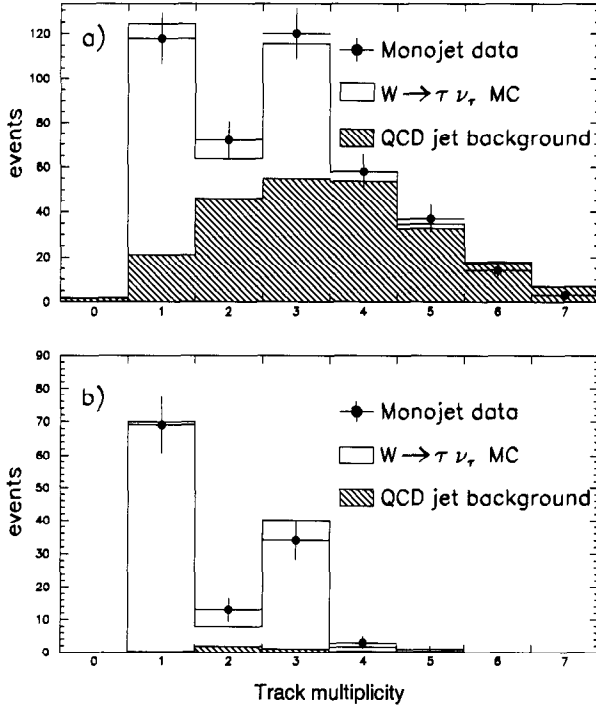 a)
Monojet data
W → τ ν_τ MC
QCD jet background
events
120
100
80
60
40
20
0
0 1 2 3 4 5 6 7
b)
Monojet data
W → τ ν_τ MC
QCD jet background
events
90
80
70
60
50
40
30
20
10
0
0 1 2 3 4 5 6 7
Track multiplicity